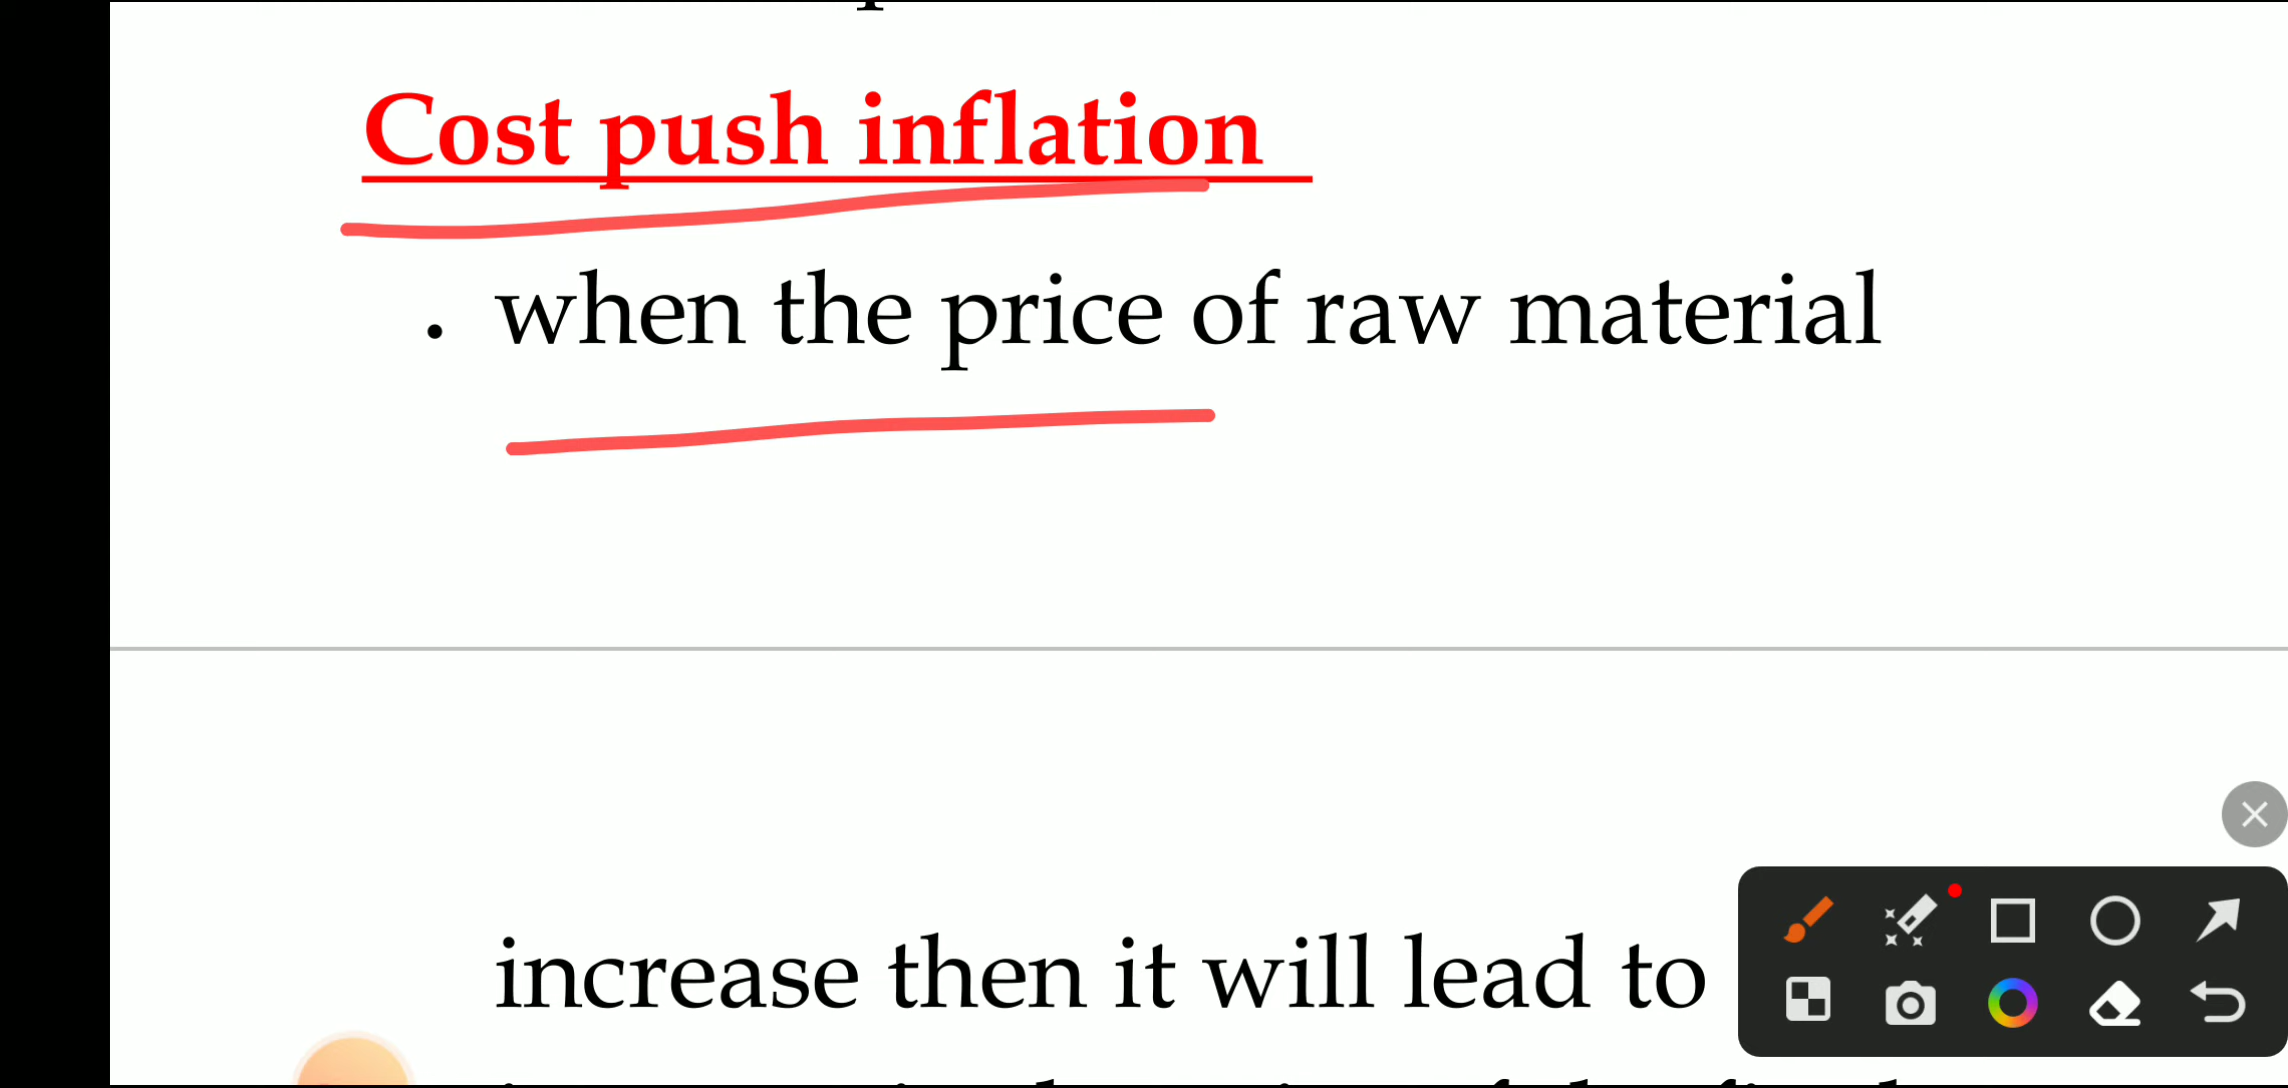 Cost push inflation
. when the price of raw material
increase then it will lead to